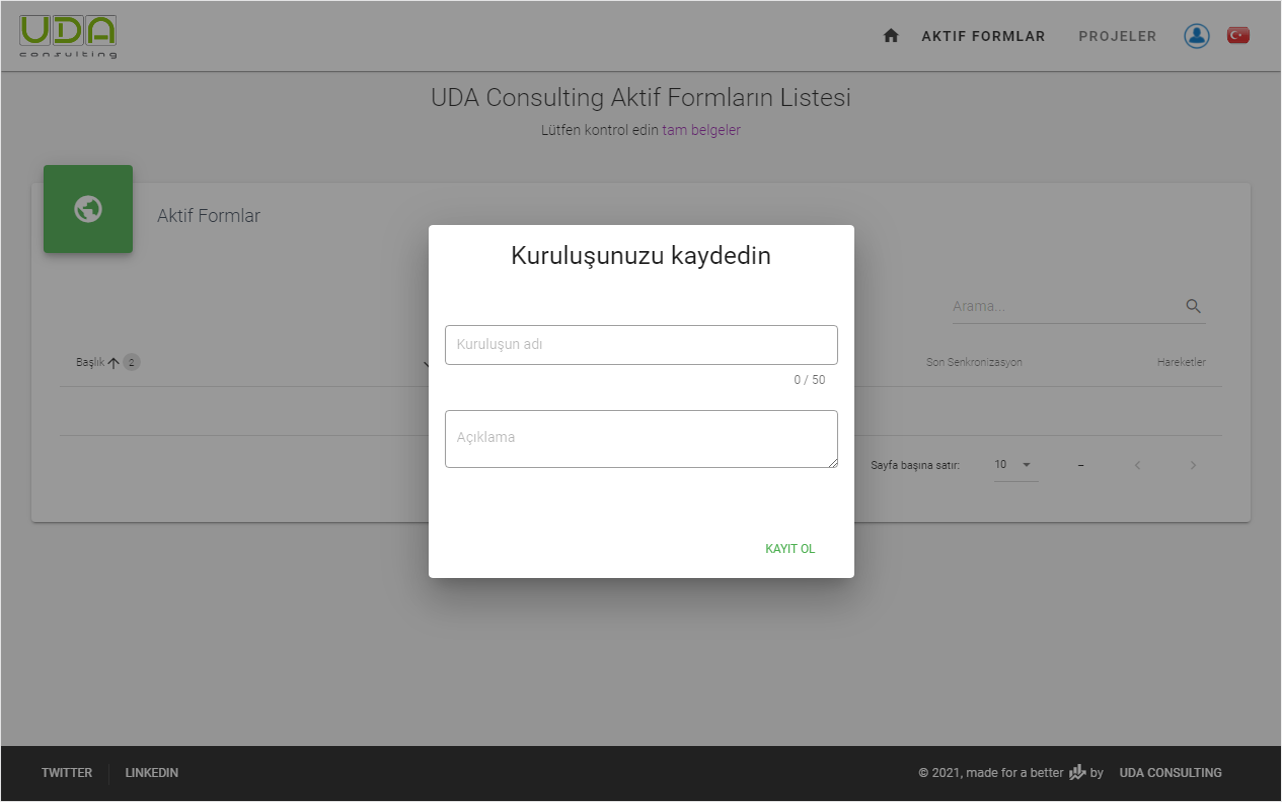 UDA
consulting
AKTIF FORMLAR
PROJELER
UDA Consulting Aktif Formların Listesi
Lütfen kontrol edin tam belgeler
Aktif Formlar
Kuruluşunuzu kaydedin
Arama...
Kuruluşun adı
Başlık 2
Son Senkronizasyon
Hareketler
0 / 50
Açıklama
Sayfa başına satır:
10
–
KAYIT OL
TWITTER
LINKEDIN
© 2021, made for a better by UDA CONSULTING